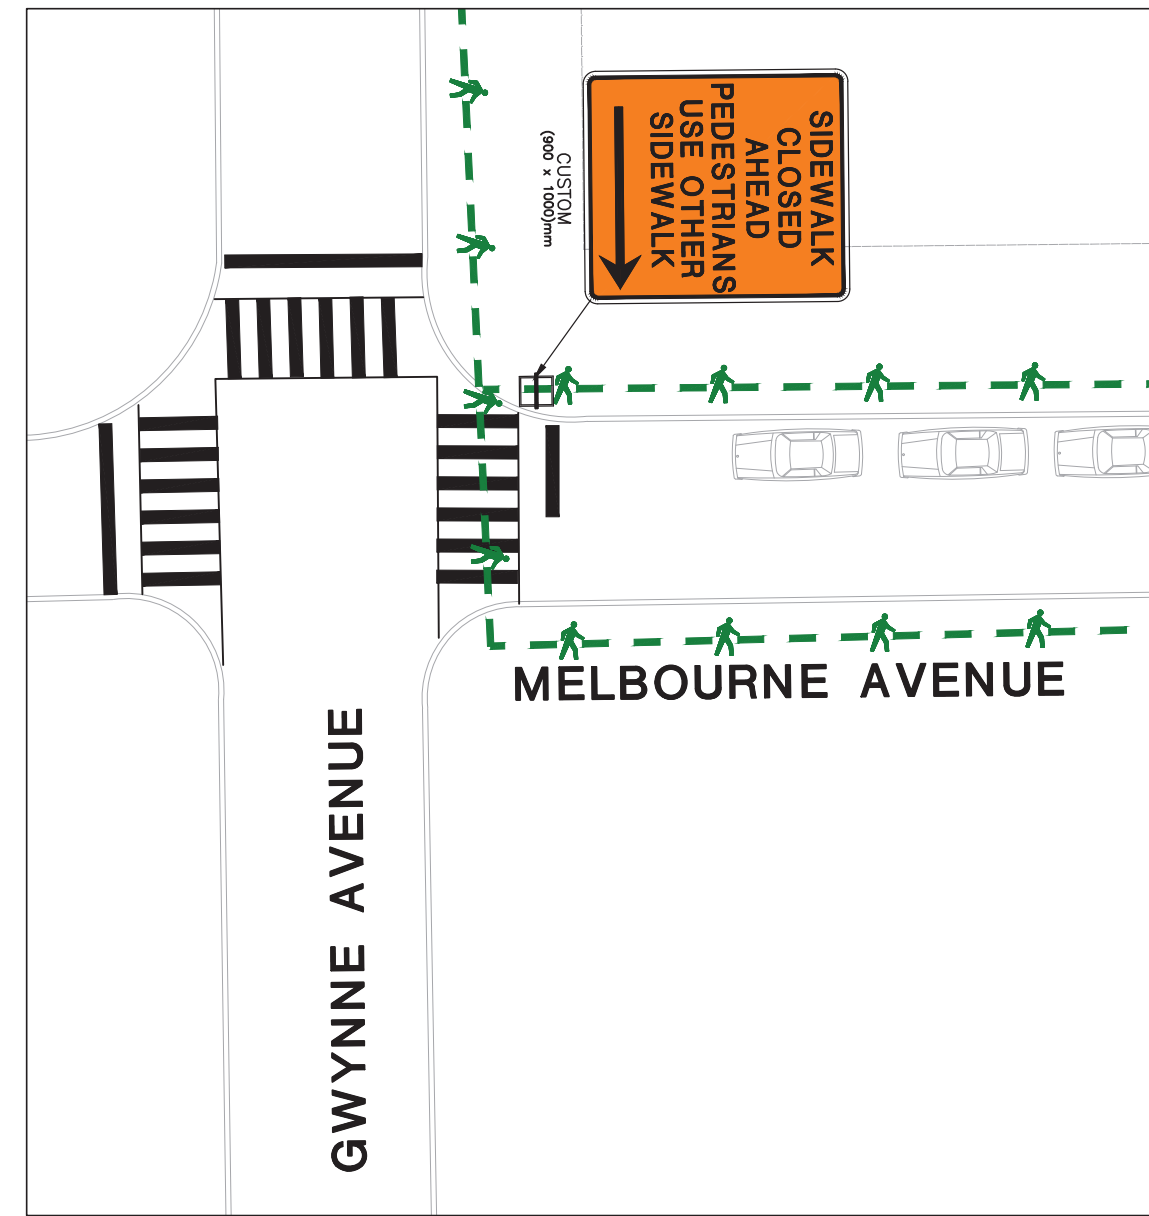 SIDEWALK
CLOSED
AHEAD
PEDESTRIANS
USE OTHER
SIDEWALK
CUSTOM
(900 x 1000)mm
MELBOURNE AVENUE
GWYNNE AVENUE